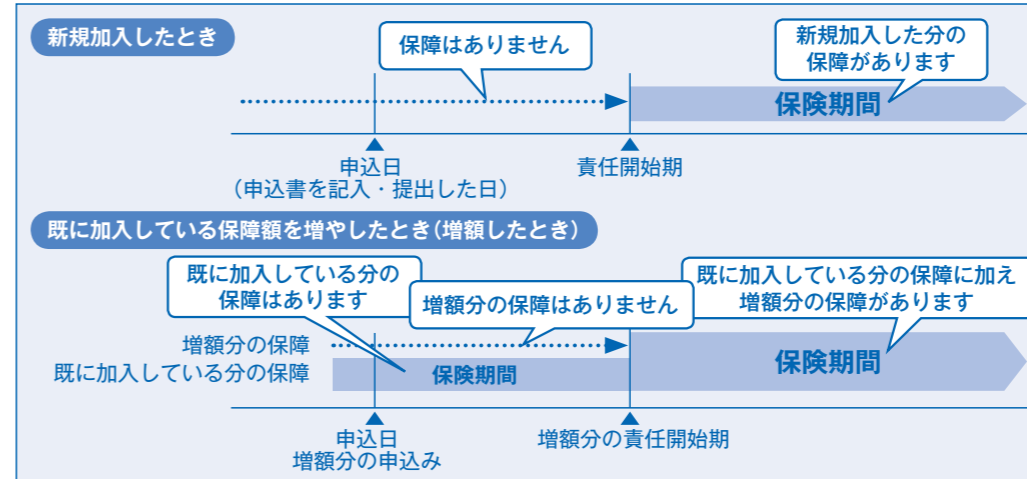 新規加入したとき
保障はありません
新規加入した分の
保障があります
保険期間
申込日
（申込書を記入・提出した日）
責任開始期
既に加入している保障額を増やしたとき（増額したとき）
既に加入している分の
保障はあります
増額分の保障はありません
既に加入している分の保障に加え
増額分の保障があります
増額分の保障
既に加入している分の保障
保険期間
保険期間
申込日
増額分の申込み
増額分の責任開始期